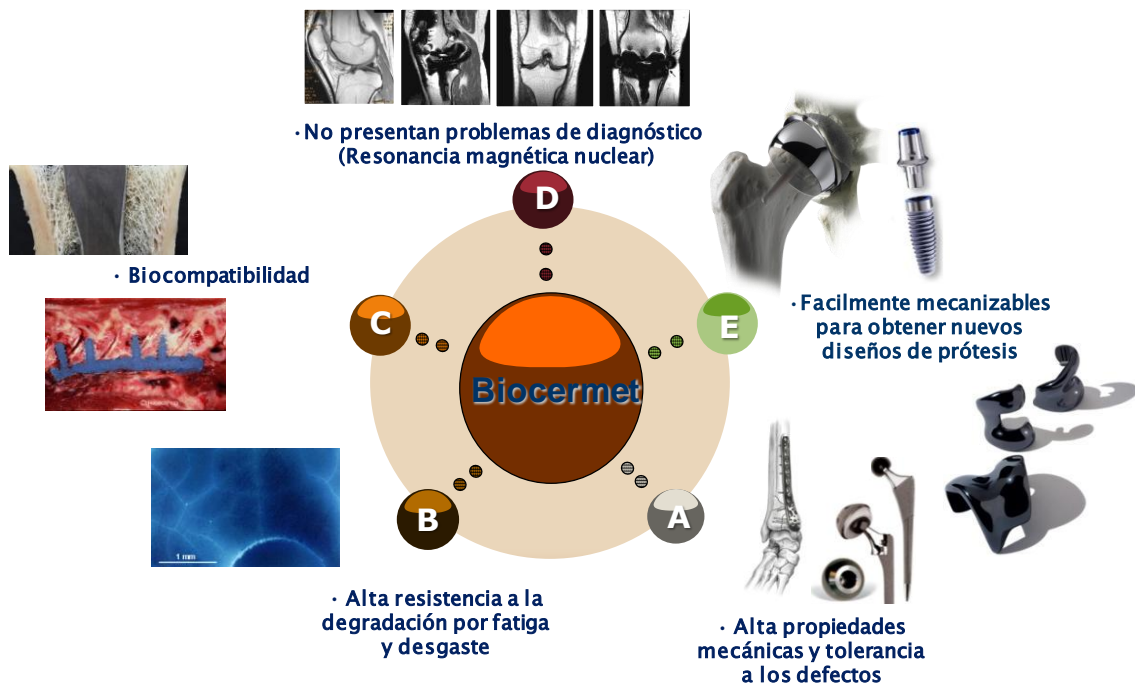 · No presentan problemas de diagnóstico
(Resonancia magnética nuclear)
D
· Biocompatibilidad
C
E
· Facilmente mecanizables
para obtener nuevos
diseños de prótesis
Biocermet
B
A
1 mm
· Alta resistencia a la
degradación por fatiga
y desgaste
· Alta propiedades
mecánicas y tolerancia
a los defectos